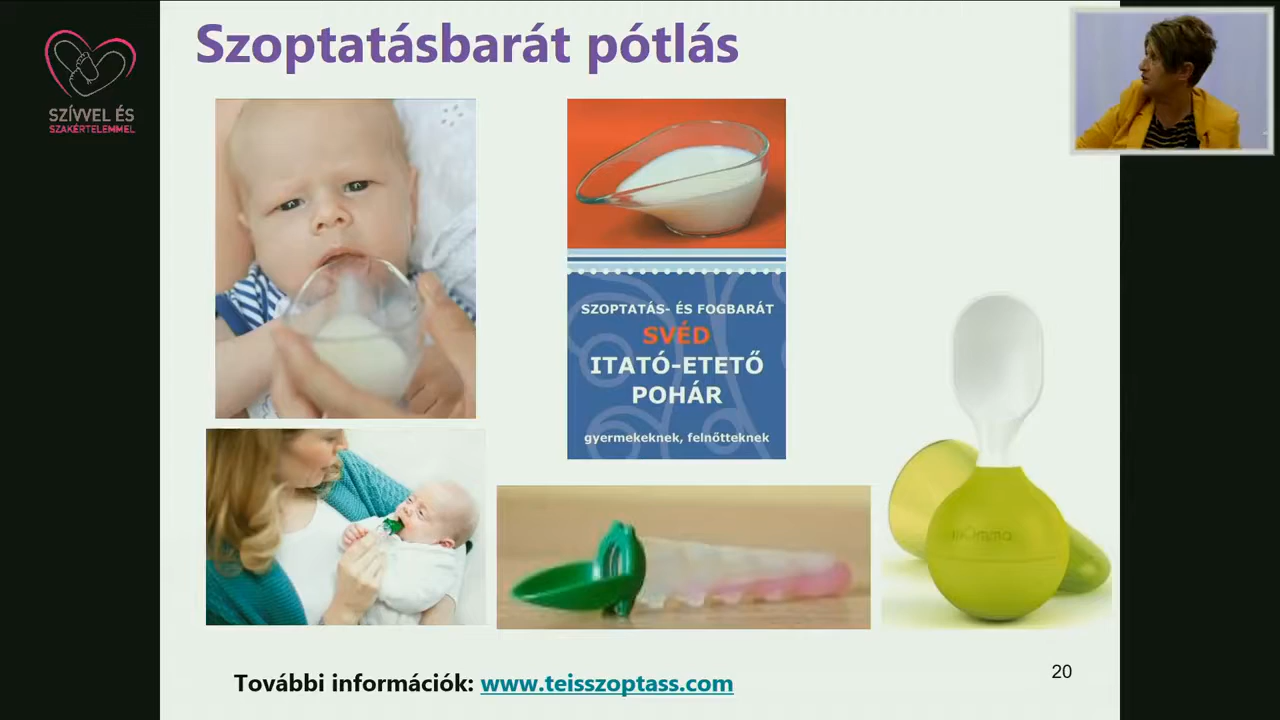 Szoptatásbarát pótlás
SZÍVVEL ÉS
SZAKÉRTELEMMEL
SZOPTATÁS- ÉS FOGBARÁT
SVÉD
ITATÓ-ETETŐ
POHÁR
gyermekeknek, felnőtteknek
mOmma
További információk: www.teisszoptass.com
20